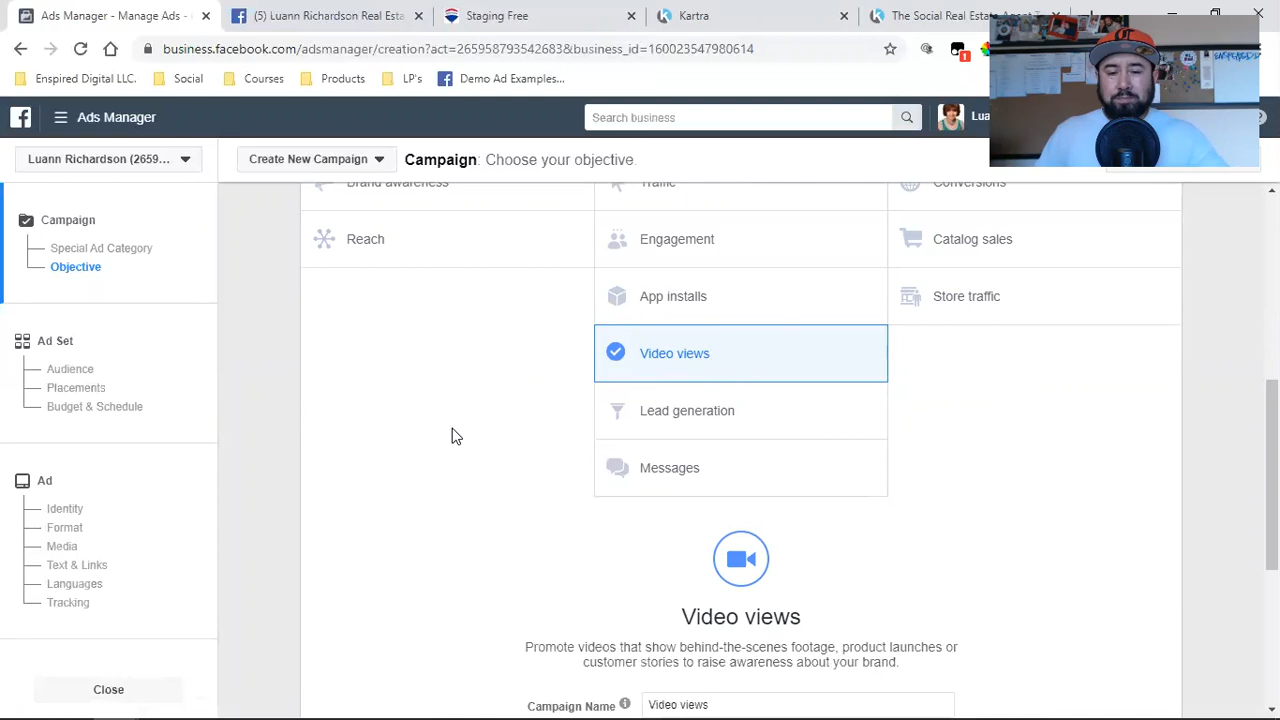 Ads Manager - Manage Ads -
(5) Luann Richardson Real Esta
Staging Free
Kartra
The Social Real Estate Agent T
business.facebook.com/adsmanager/creation?act=2659587935426838&business_id=160023547980514
Enspired Digital LLC.
Social
Courses
Products
LP's
Demo Ad Examples...
Ads Manager
Search business
Lua
Luann Richardson (2659...
Create New Campaign
Campaign: Choose your objective.
Campaign
Special Ad Category
Objective
Ad Set
Audience
Placements
Budget & Schedule
Ad
Identity
Format
Media
Text & Links
Languages
Tracking
Close
Brand awareness
Traffic
Conversions
Reach
Engagement
Catalog sales
App installs
Store traffic
Video views
Lead generation
Messages
Video views
Promote videos that show behind-the-scenes footage, product launches or
customer stories to raise awareness about your brand.
Campaign Name
Video views